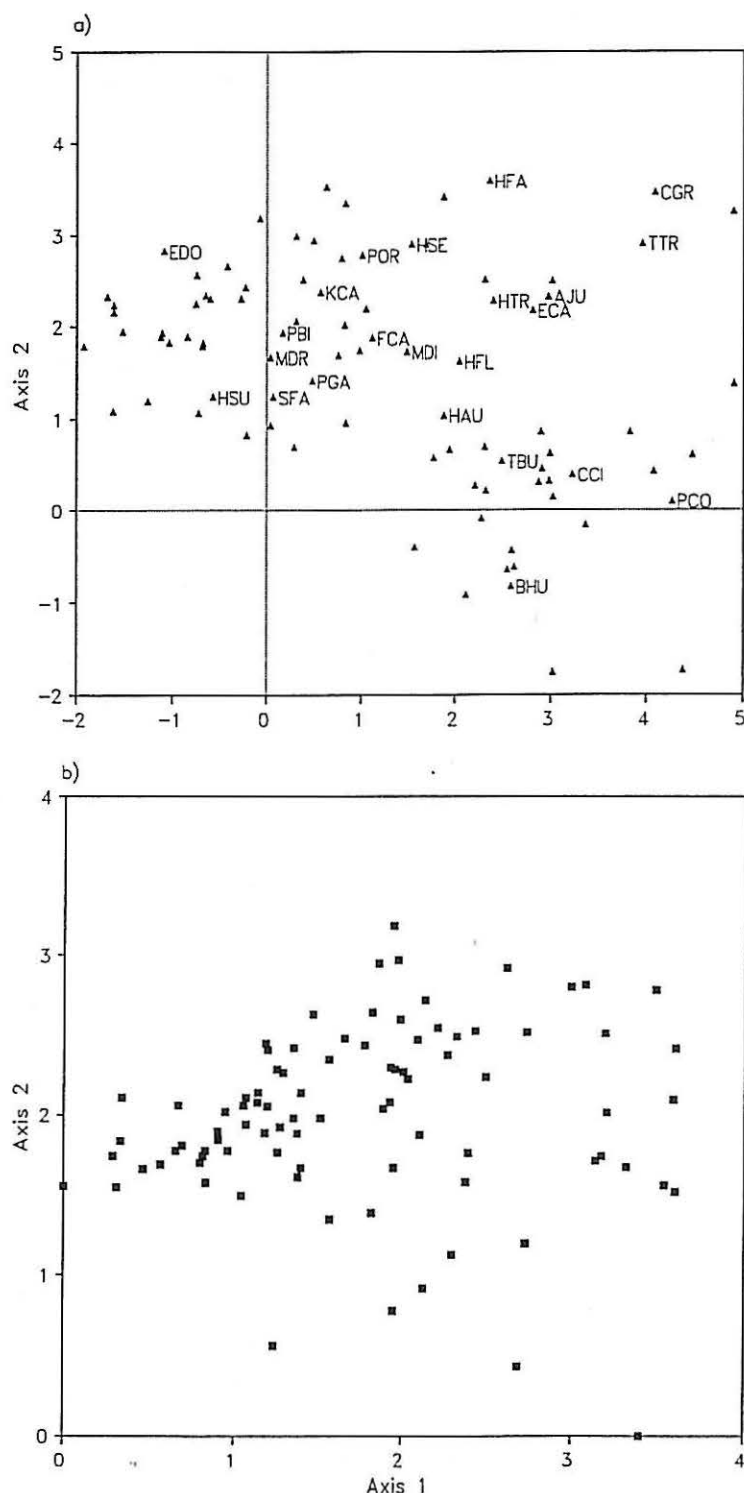 a)
5
4
3
2
1
0
−1
−2
Axis 2
HFA
CGR
TTR
EDO
POR
HSE
KCA
HTR
AJU
ECA
PBI
FCA
MDI
MDR
HFL
PGA
HSU
SFA
HAU
TBU
CCI
PCO
BHU
−2 −1 0 1 2 3 4 5
b)
4
3
2
1
0
Axis 2
0 1 2 3 4
Axis 1